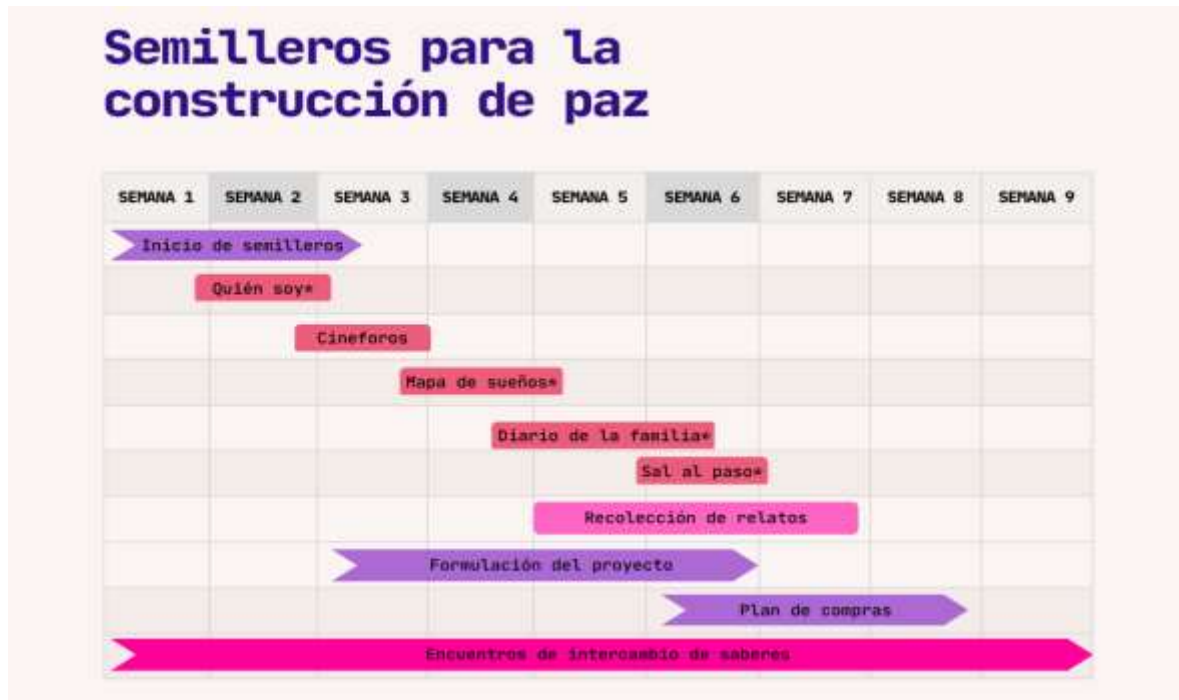 Semilleros para la
construcción de paz
SEMANA 1 SEMANA 2 SEMANA 3 SEMANA 4 SEMANA 5 SEMANA 6 SEMANA 7 SEMANA 8 SEMANA 9
Inicio de semilleros
Quién soy*
Cineforos
Mapa de sueños*
Diario de la familia*
Sal al paso*
Recolección de relatos
Formulación del proyecto
Plan de compras
Encuentros de intercambio de saberes